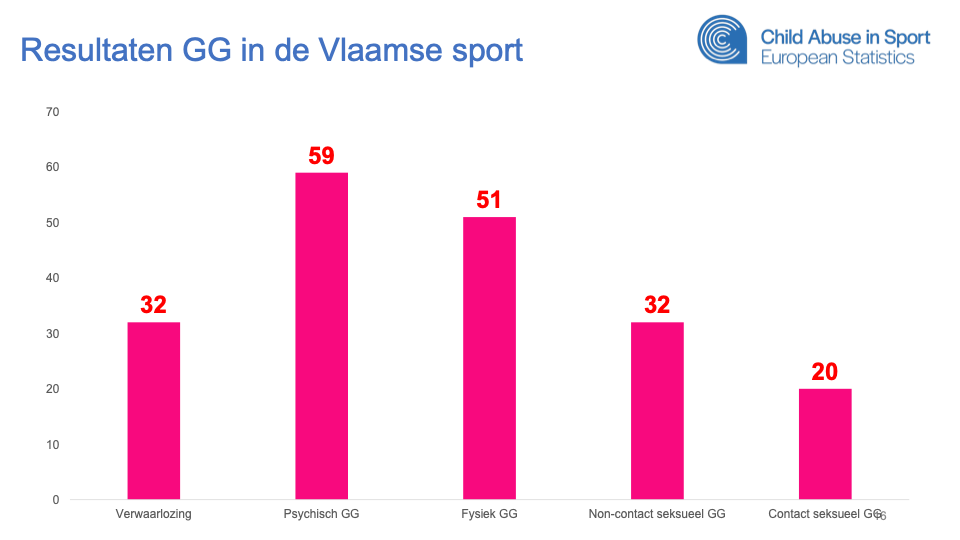 Resultaten GG in de Vlaamse sport
Child Abuse in Sport
European Statistics
70
60
50
40
30
20
10
0
32
59
51
32
20
Verwaarlozing
Psychisch GG
Fysiek GG
Non-contact seksueel GG
Contact seksueel GG
16